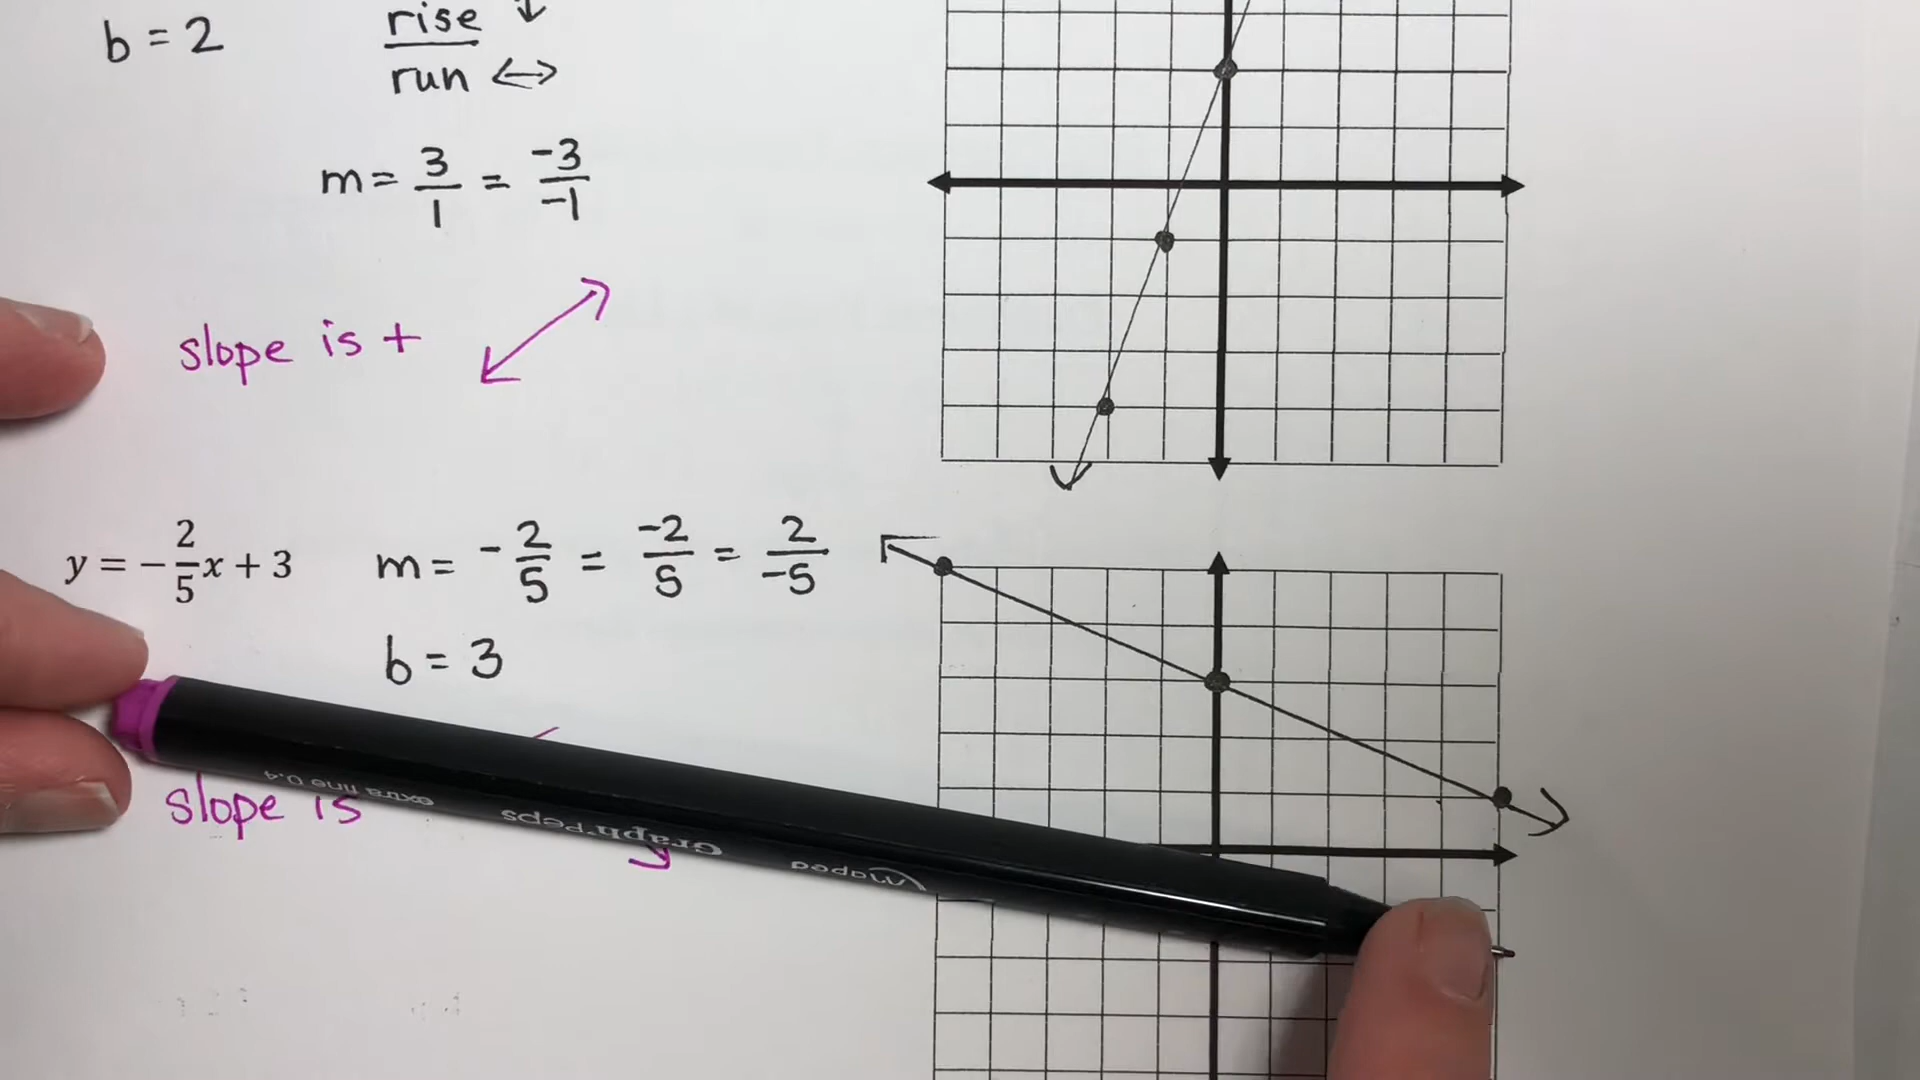 b = 2
rise ↓
run ↔
m = 3/1 = -3/-1
slope is +
y = -2/5x + 3
m = -2/5 = -2/5 = 2/-5
b = 3
extra fine 0.4
Graph'Peps
maped
slope is